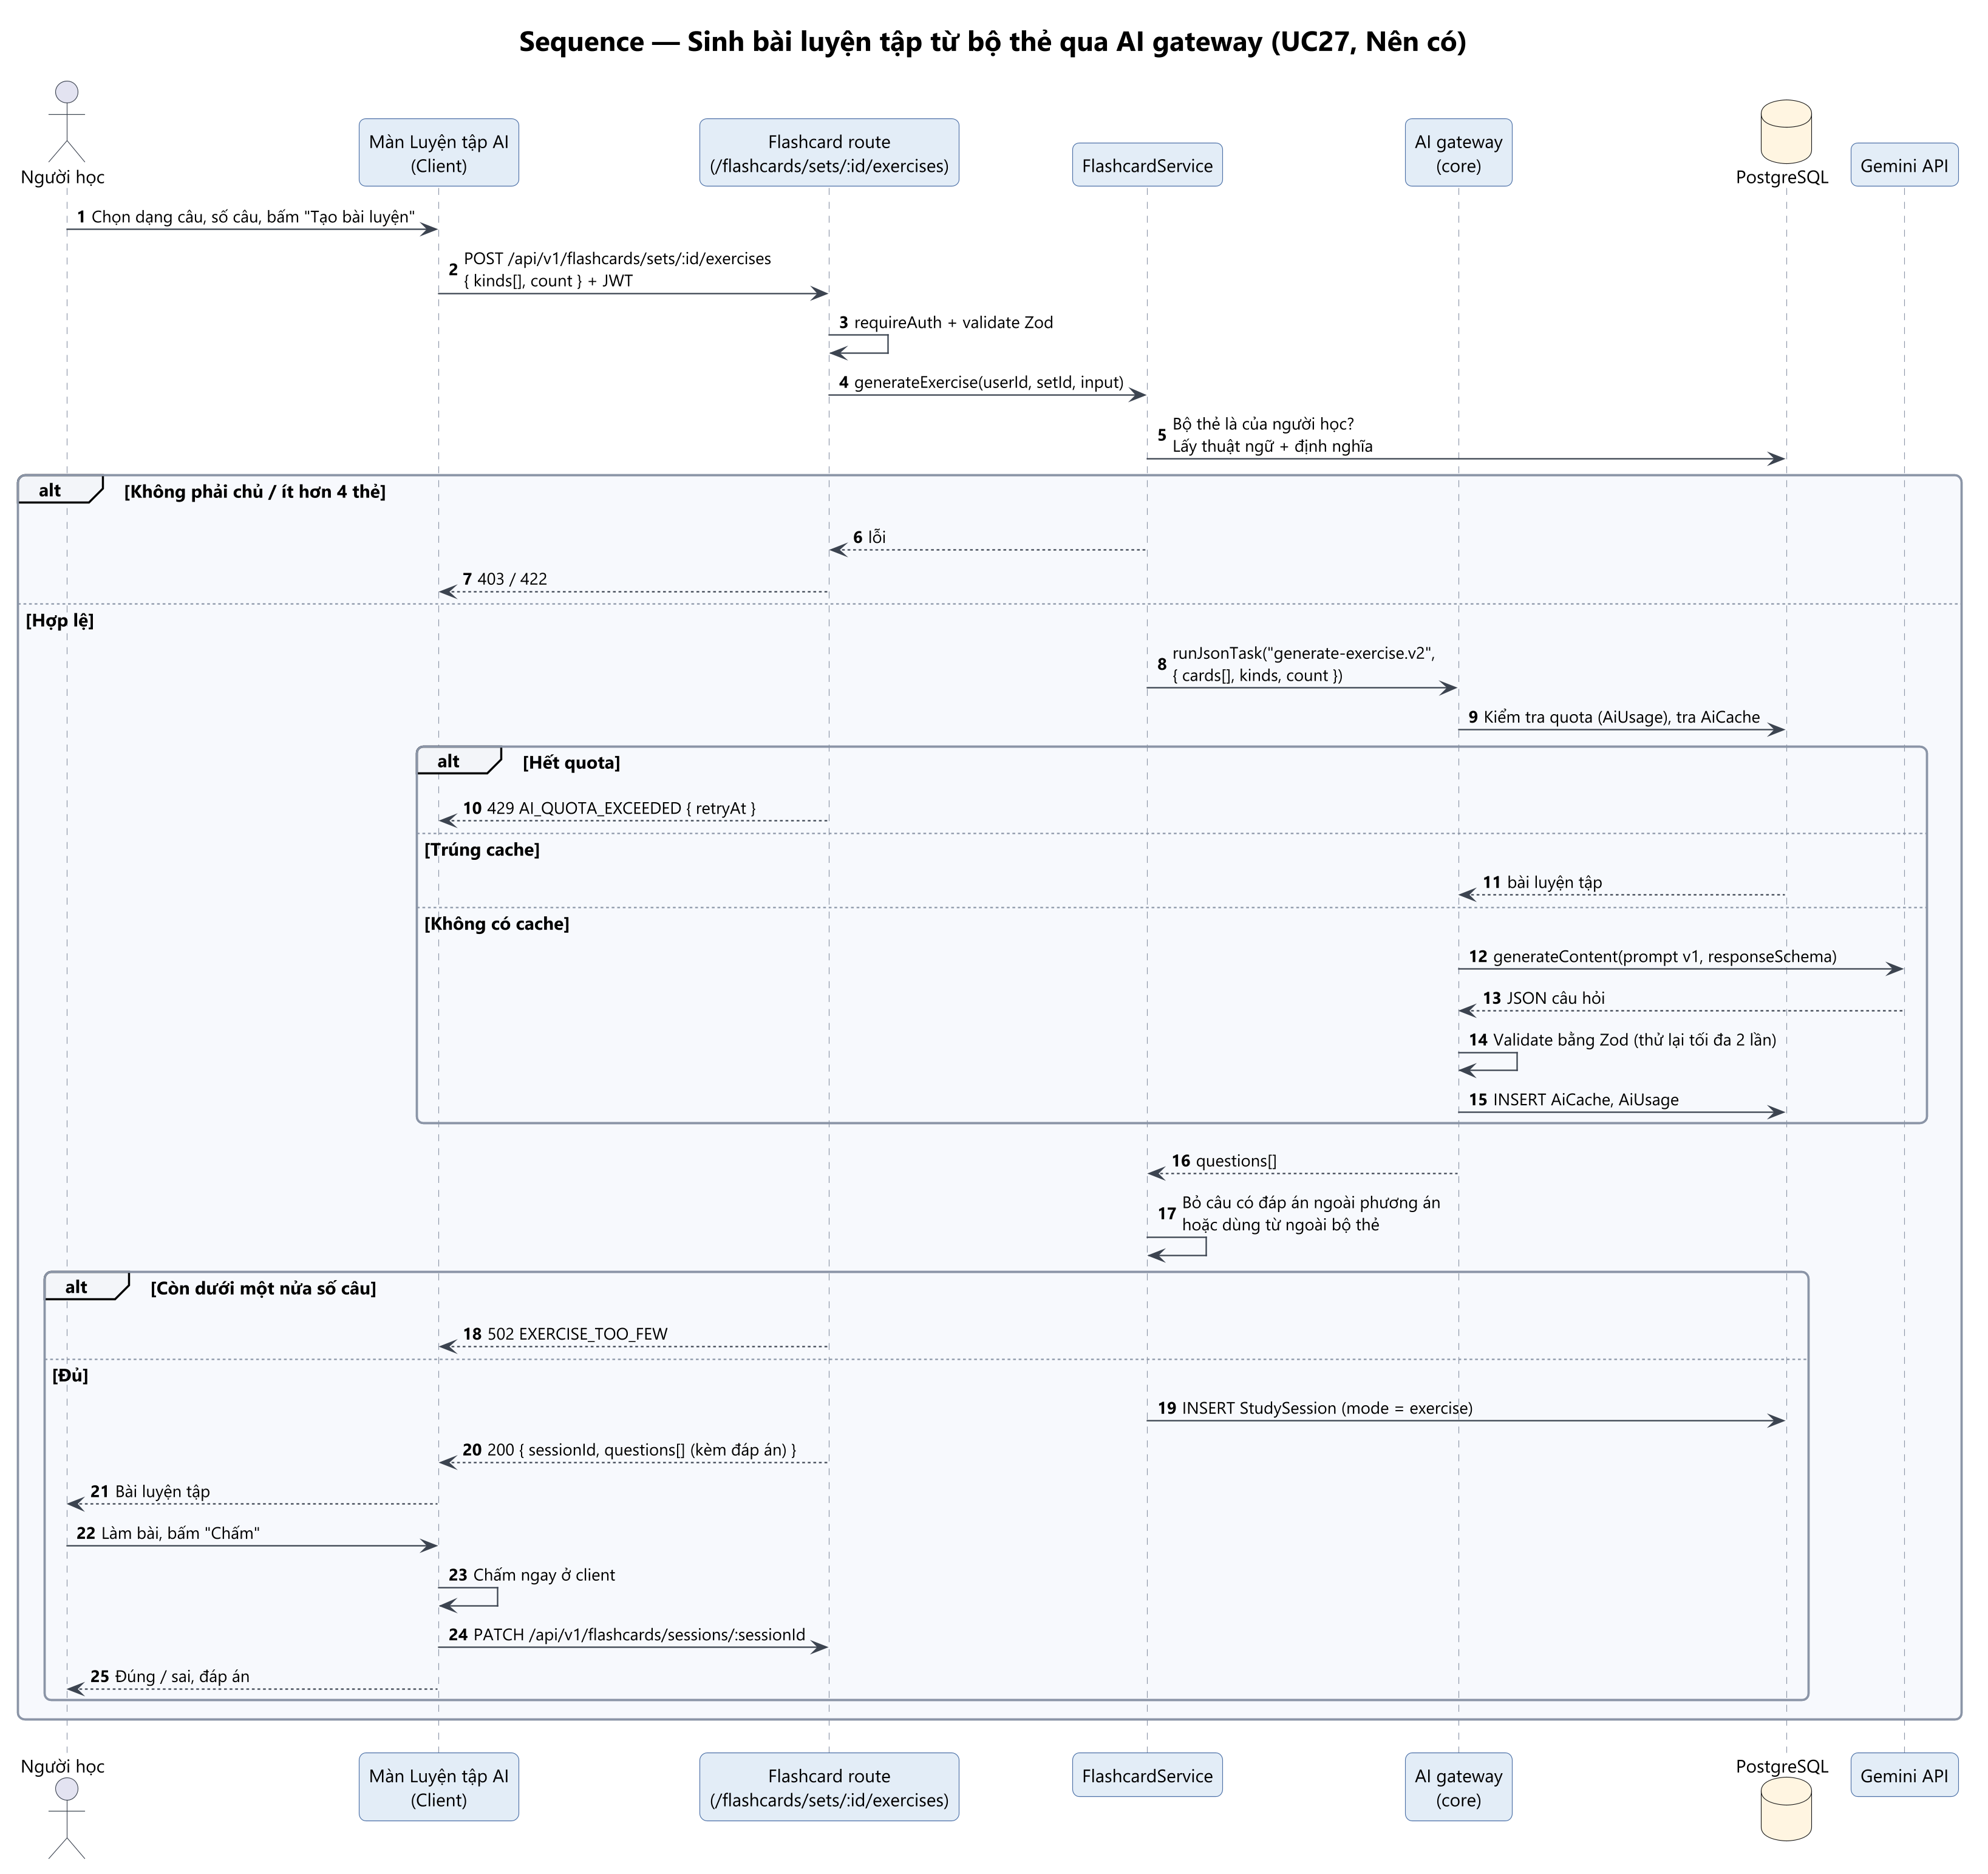 Sequence — Sinh bài luyện tập từ bộ thẻ qua AI gateway (UC27, Nên có)
Người học
Màn Luyện tập AI
(Client)
Flashcard route
(/flashcards/sets/:id/exercises)
FlashcardService
AI gateway
(core)
PostgreSQL
Gemini API
1 Chọn dạng câu, số câu, bấm "Tạo bài luyện"
2 POST /api/v1/flashcards/sets/:id/exercises
{ kinds[], count } + JWT
3 requireAuth + validate Zod
4 generateExercise(userId, setId, input)
5 Bộ thẻ là của người học?
Lấy thuật ngữ + định nghĩa
alt [Không phải chủ / ít hơn 4 thẻ]
6 lỗi
7 403 / 422
[Hợp lệ]
8 runJsonTask("generate-exercise.v2",
{ cards[], kinds, count })
9 Kiểm tra quota (AiUsage), tra AiCache
alt [Hết quota]
10 429 AI_QUOTA_EXCEEDED { retryAt }
[Trúng cache]
11 bài luyện tập
[Không có cache]
12 generateContent(prompt v1, responseSchema)
13 JSON câu hỏi
14 Validate bằng Zod (thử lại tối đa 2 lần)
15 INSERT AiCache, AiUsage
16 questions[]
17 Bỏ câu có đáp án ngoài phương án
hoặc dùng từ ngoài bộ thẻ
alt [Còn dưới một nửa số câu]
18 502 EXERCISE_TOO_FEW
[Đủ]
19 INSERT StudySession (mode = exercise)
20 200 { sessionId, questions[] (kèm đáp án) }
21 Bài luyện tập
22 Làm bài, bấm "Chấm"
23 Chấm ngay ở client
24 PATCH /api/v1/flashcards/sessions/:sessionId
25 Đúng / sai, đáp án
Người học
Màn Luyện tập AI
(Client)
Flashcard route
(/flashcards/sets/:id/exercises)
FlashcardService
AI gateway
(core)
PostgreSQL
Gemini API